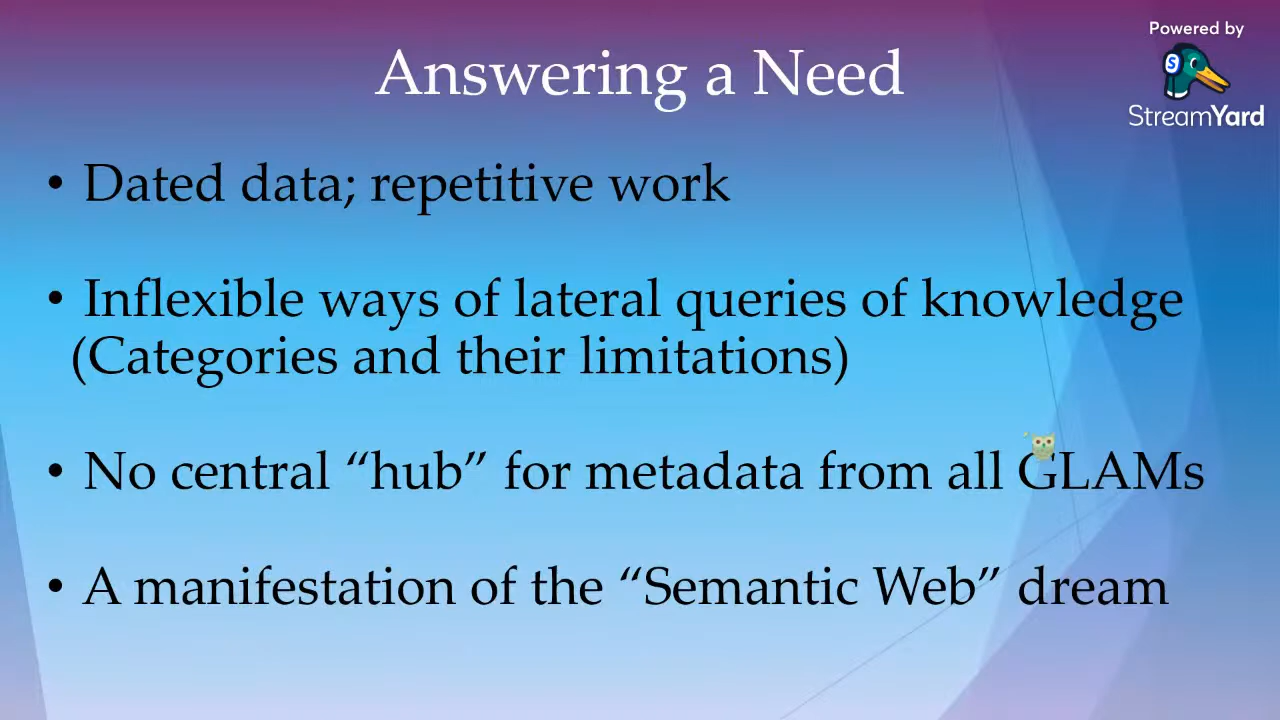 Powered by
StreamYard
Answering a Need
• Dated data; repetitive work
• Inflexible ways of lateral queries of knowledge
(Categories and their limitations)
• No central “hub” for metadata from all GLAMs
• A manifestation of the “Semantic Web” dream